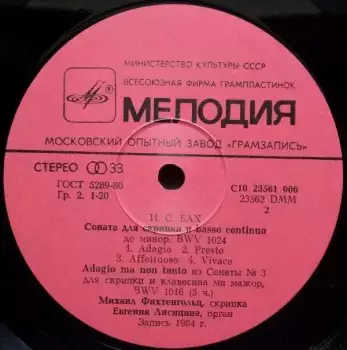 МИНИСТЕРСТВО КУЛЬТУРЫ СССР
ВСЕСОЮЗНАЯ ФИРМА ГРАМПЛАСТИНОК
МЕЛОДИЯ
МОСКОВСКИЙ ОПЫТНЫЙ ЗАВОД «ГРАМЗАПИСЬ»
СТЕРЕО 33
ГОСТ 5289-80
Гр. 2. 1-20
С10 23561 006
23562 DMM
2
И. С. БАХ
Соната для скрипки и basso continuo
до минор, BWV 1024
1. Adagio 2. Presto
3. Affettuoso 4. Vivace
Adagio ma non tanto из Сонаты № 3
для скрипки и клавесина ми мажор,
BWV 1016 (3 ч.)
Михаил Фихтенгольц, скрипка
Евгения Лисицина, орган
Запись 1984 г.